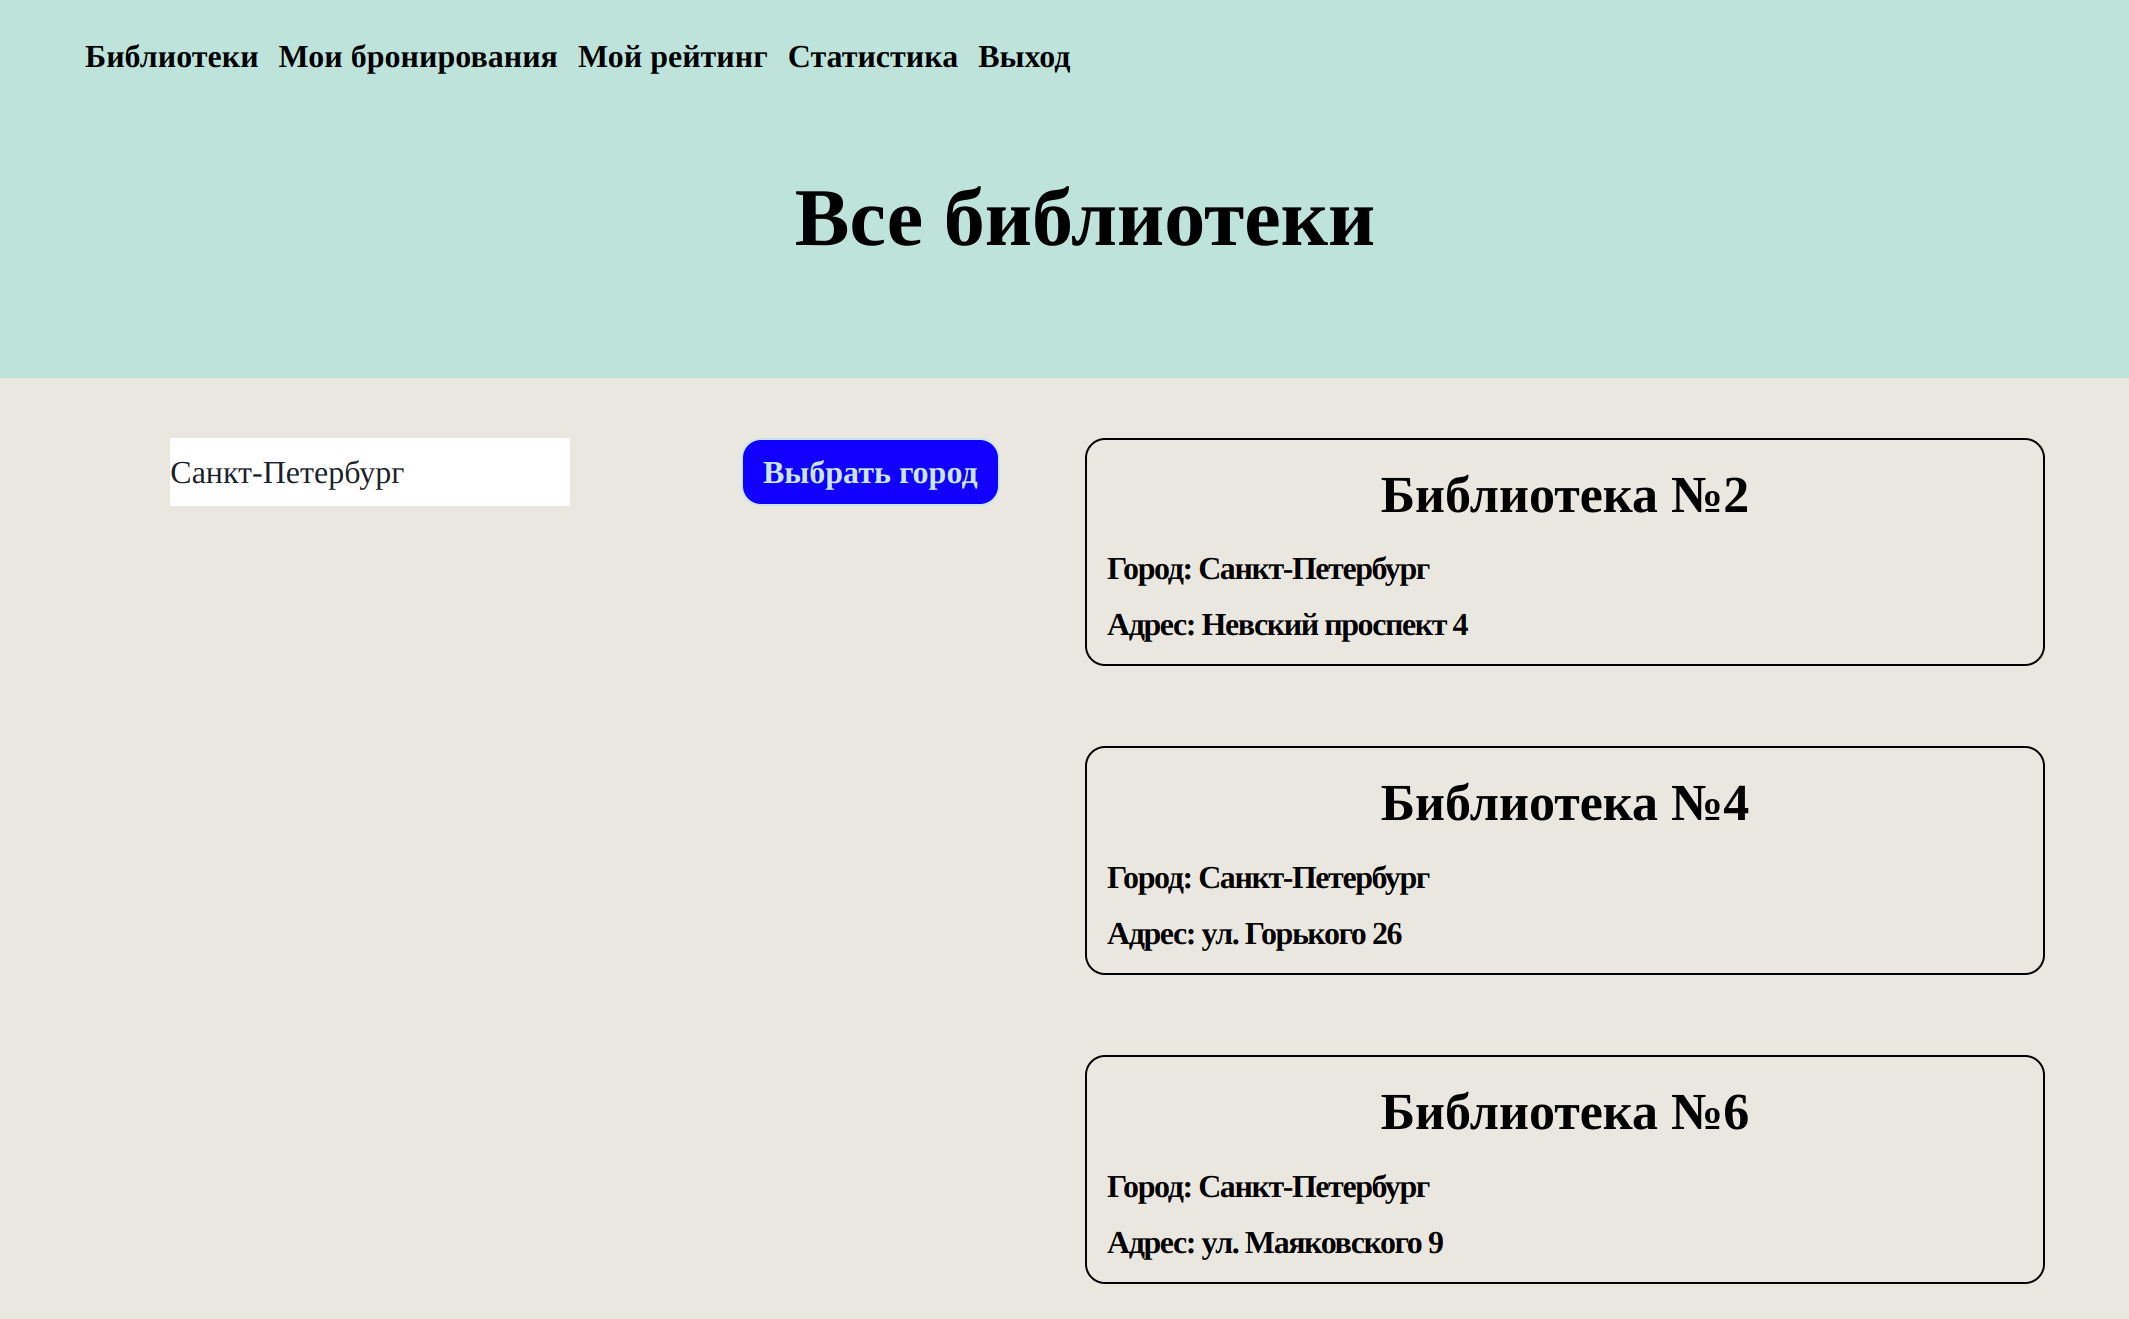 Библиотеки Мои бронирования Мой рейтинг Статистика Выход
Все библиотеки
Санкт-Петербург
Выбрать город
Библиотека №2
Город: Санкт-Петербург
Адрес: Невский проспект 4
Библиотека №4
Город: Санкт-Петербург
Адрес: ул. Горького 26
Библиотека №6
Город: Санкт-Петербург
Адрес: ул. Маяковского 9